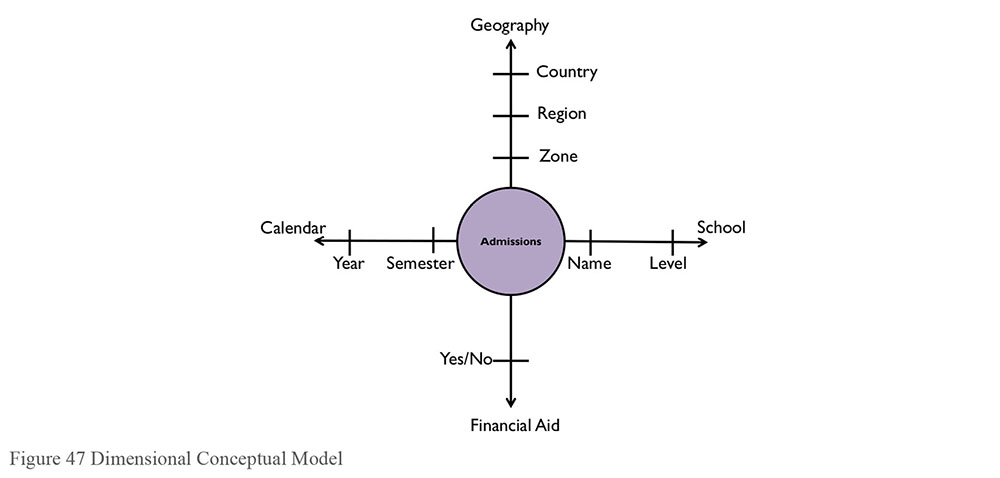 Geography
Country
Region
Zone
Calendar
School
Admissions
Year
Semester
Name
Level
Yes/No
Financial Aid
Figure 47 Dimensional Conceptual Model